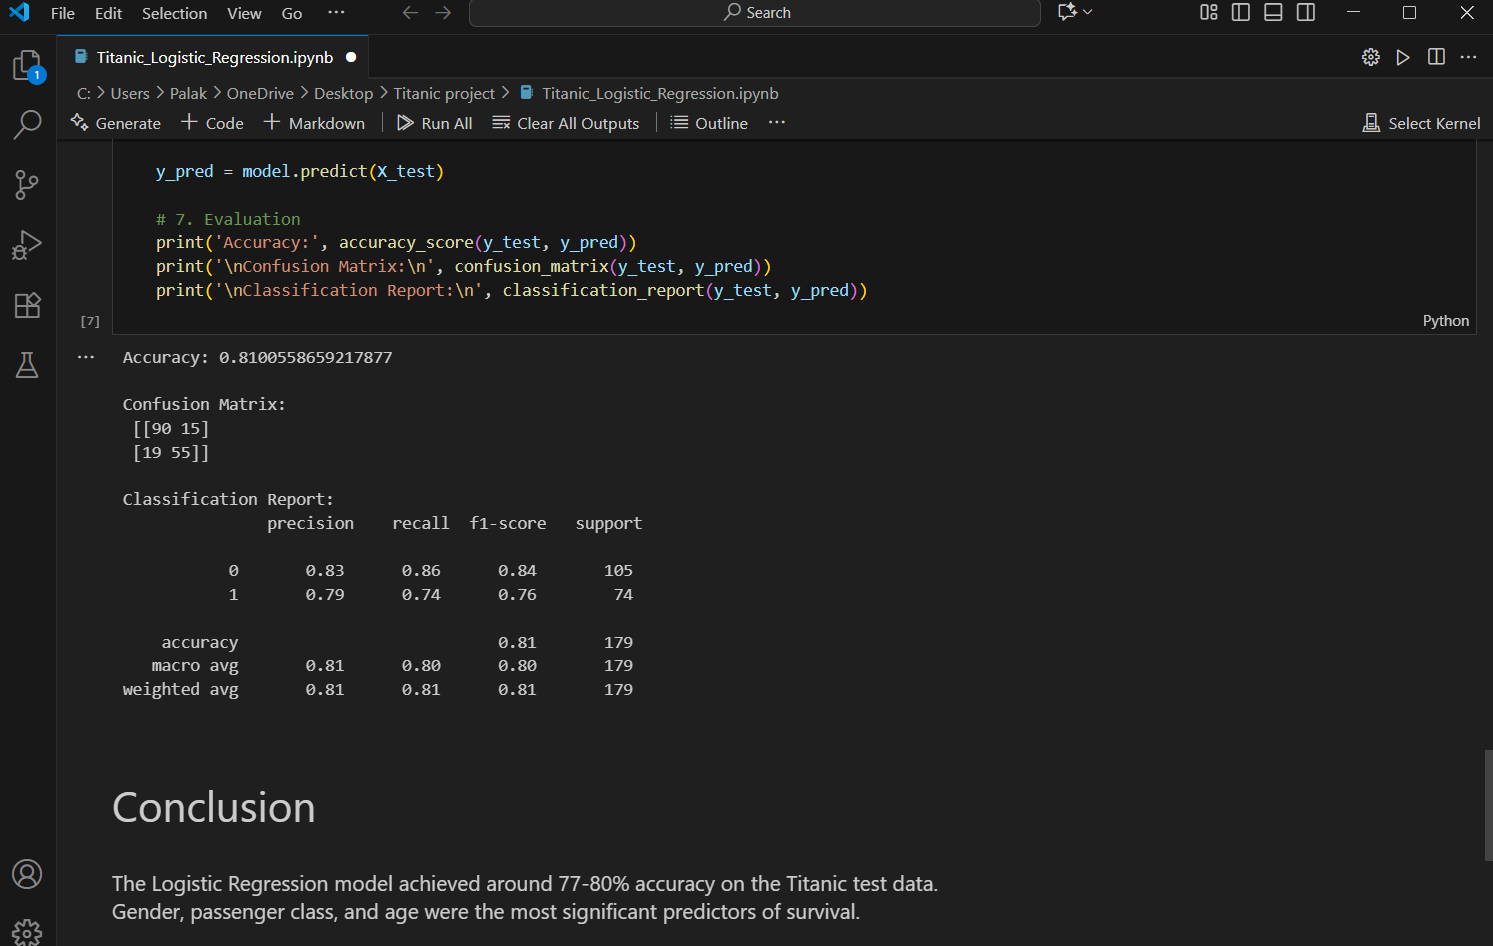 File Edit Selection View Go ··· Search
Titanic_Logistic_Regression.ipynb
1
C: > Users > Palak > OneDrive > Desktop > Titanic project > Titanic_Logistic_Regression.ipynb
Generate + Code + Markdown Run All Clear All Outputs Outline ··· Select Kernel
y_pred = model.predict(X_test)
# 7. Evaluation
print('Accuracy:', accuracy_score(y_test, y_pred))
print('\nConfusion Matrix:\n', confusion_matrix(y_test, y_pred))
print('\nClassification Report:\n', classification_report(y_test, y_pred))
[7] Python
··· Accuracy: 0.8100558659217877
Confusion Matrix:
[[90 15]
[19 55]]
Classification Report:
precision recall f1-score support
0 0.83 0.86 0.84 105
1 0.79 0.74 0.76 74
accuracy 0.81 179
macro avg 0.81 0.80 0.80 179
weighted avg 0.81 0.81 0.81 179
Conclusion
The Logistic Regression model achieved around 77-80% accuracy on the Titanic test data.
Gender, passenger class, and age were the most significant predictors of survival.